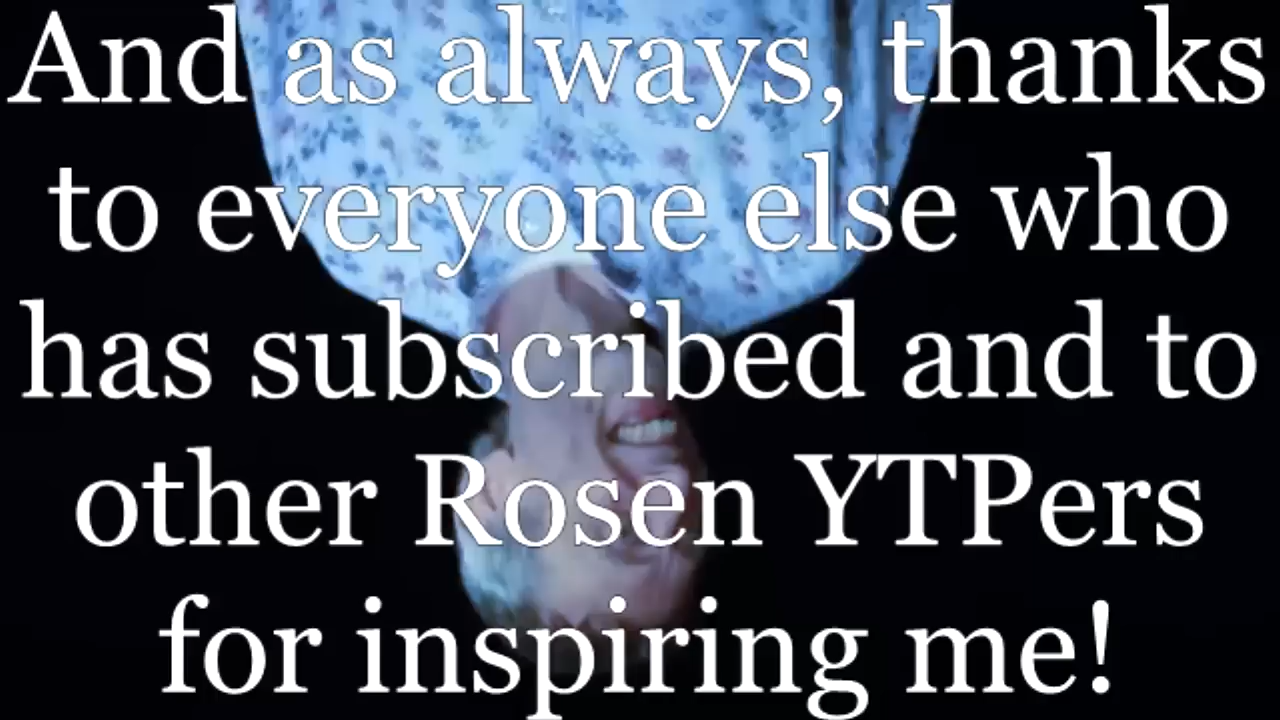 And as always, thanks
to everyone else who
has subscribed and to
other Rosen YTPers
for inspiring me!